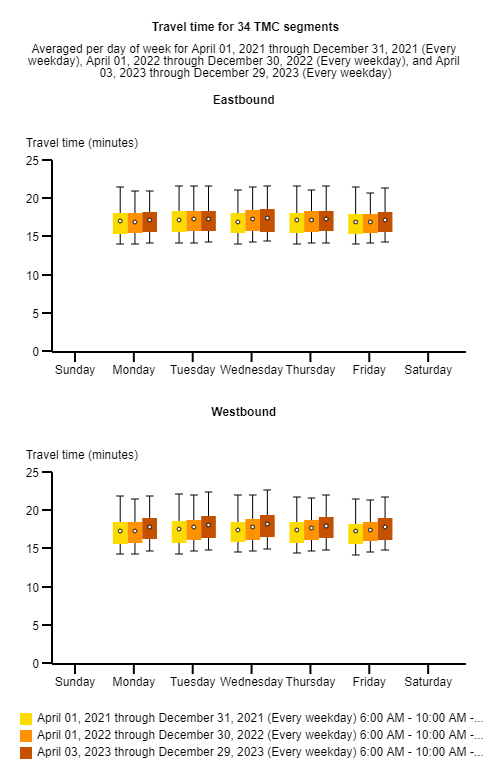 Travel time for 34 TMC segments
Averaged per day of week for April 01, 2021 through December 31, 2021 (Every
weekday), April 01, 2022 through December 30, 2022 (Every weekday), and April
03, 2023 through December 29, 2023 (Every weekday)
Eastbound
Travel time (minutes)
25
20
15
10
5
0
Sunday Monday Tuesday Wednesday Thursday Friday Saturday
Westbound
Travel time (minutes)
25
20
15
10
5
0
Sunday Monday Tuesday Wednesday Thursday Friday Saturday
April 01, 2021 through December 31, 2021 (Every weekday) 6:00 AM - 10:00 AM -...
April 01, 2022 through December 30, 2022 (Every weekday) 6:00 AM - 10:00 AM -...
April 03, 2023 through December 29, 2023 (Every weekday) 6:00 AM - 10:00 AM -...